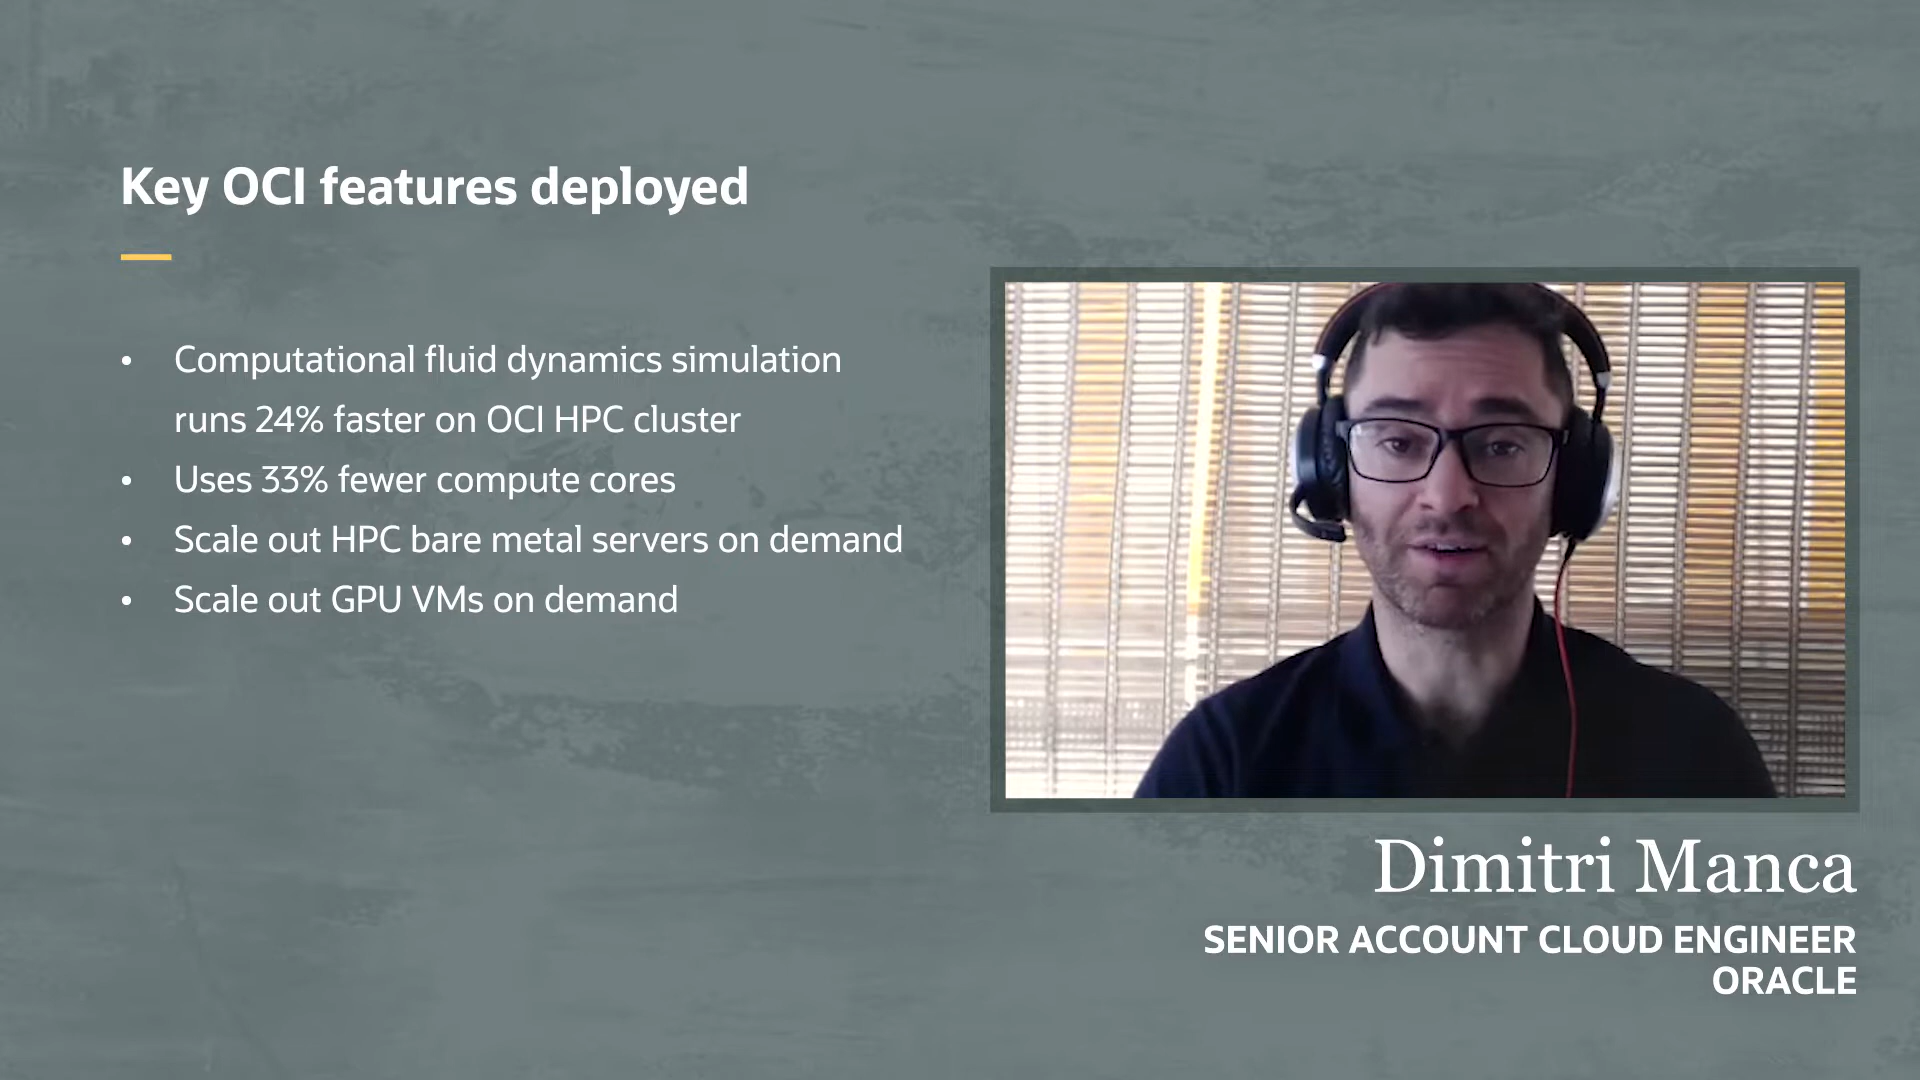 Key OCI features deployed
• Computational fluid dynamics simulation
runs 24% faster on OCI HPC cluster
• Uses 33% fewer compute cores
• Scale out HPC bare metal servers on demand
• Scale out GPU VMs on demand
Dimitri Manca
SENIOR ACCOUNT CLOUD ENGINEER
ORACLE